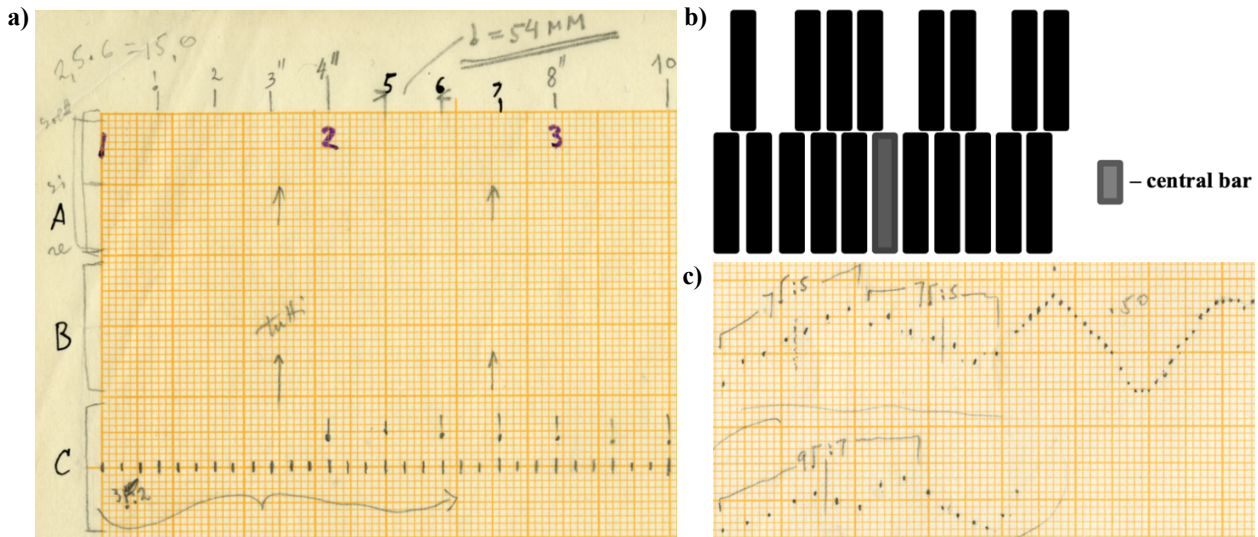 a)
2,5·6=15,0
♩=54 MM
1 2 3" 4" 5 6 7 8" 10
1 2 3
si
A
re
tutti
B
C
b)
– central bar
c)
7♪:5
7♪:5
.50
9♪:7